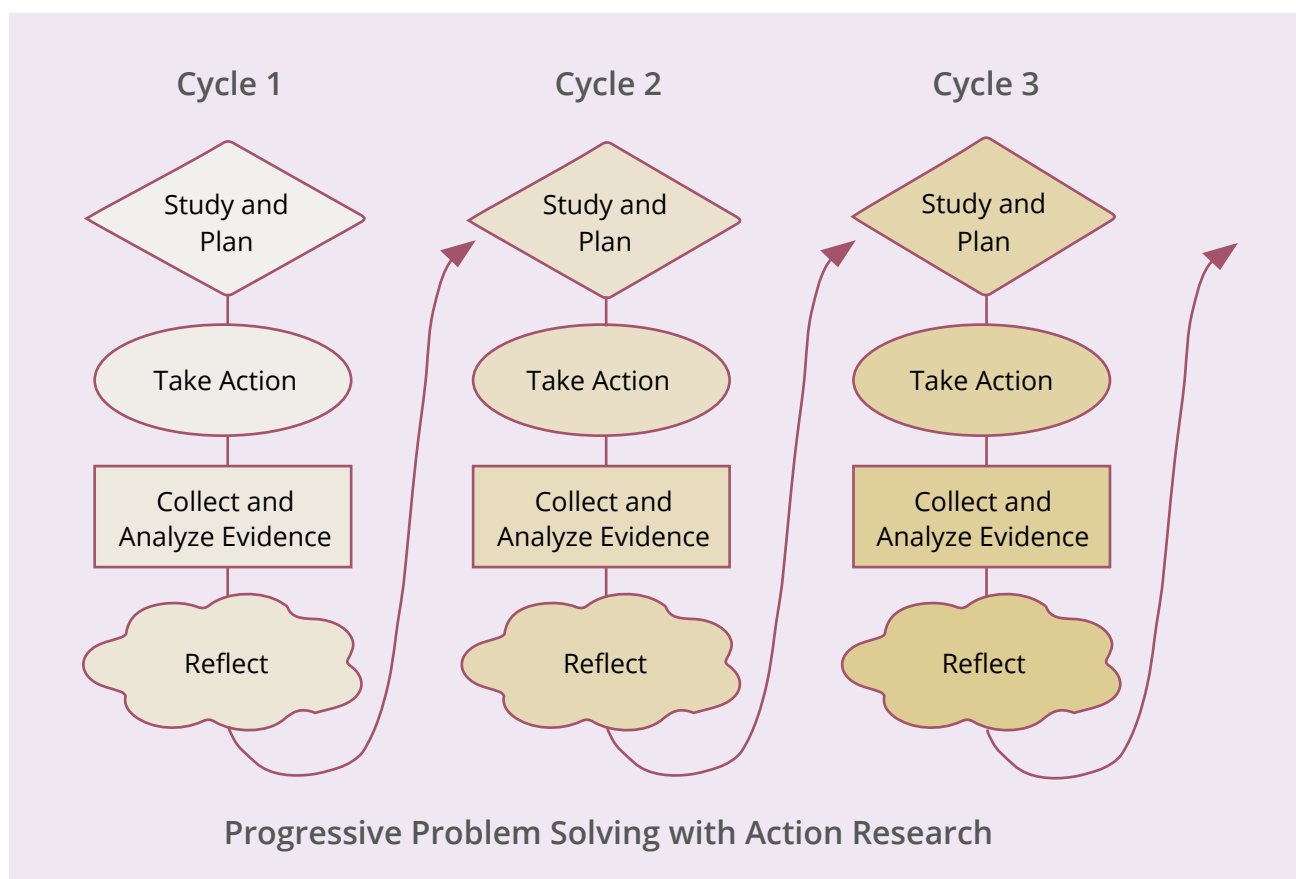 Cycle 1
Study and
Plan
Take Action
Collect and
Analyze Evidence
Reflect
Cycle 2
Study and
Plan
Take Action
Collect and
Analyze Evidence
Reflect
Cycle 3
Study and
Plan
Take Action
Collect and
Analyze Evidence
Reflect
Progressive Problem Solving with Action Research